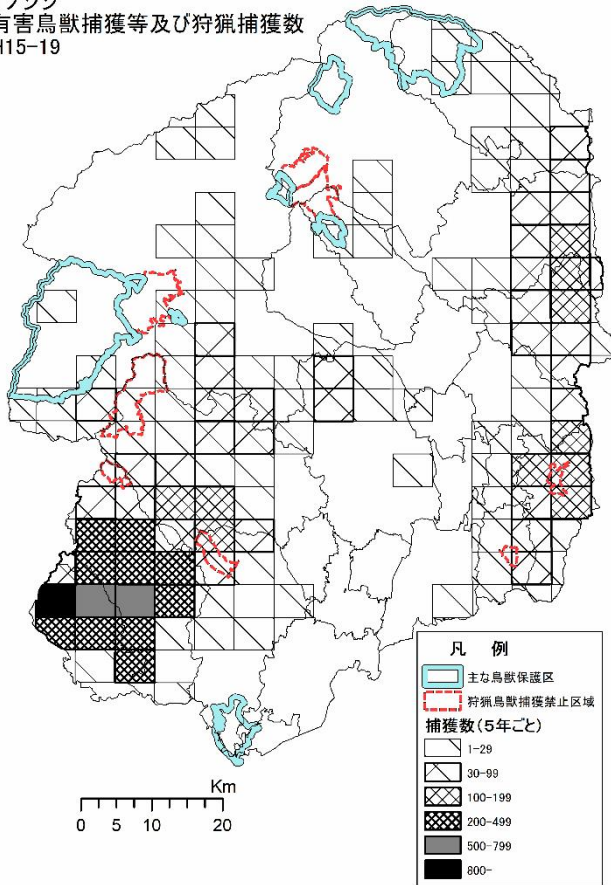 有害鳥獣捕獲等及び狩猟捕獲数
H15-19
Km
0 5 10 20
凡 例
主な鳥獣保護区
狩猟鳥獣捕獲禁止区域
捕獲数(5年ごと)
1-29
30-99
100-199
200-499
500-799
800-